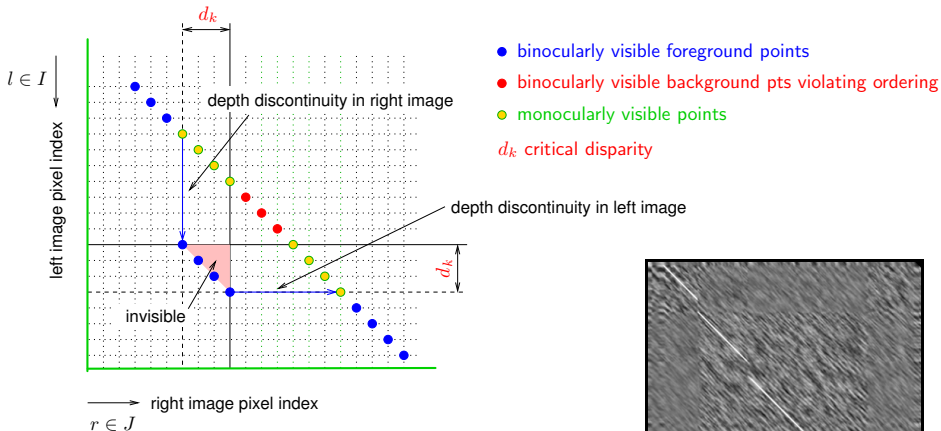 d_k
l ∈ I
left image pixel index
depth discontinuity in right image
depth discontinuity in left image
d_k
invisible
right image pixel index
r ∈ J
binocularly visible foreground points
binocularly visible background pts violating ordering
monocularly visible points
d_k critical disparity